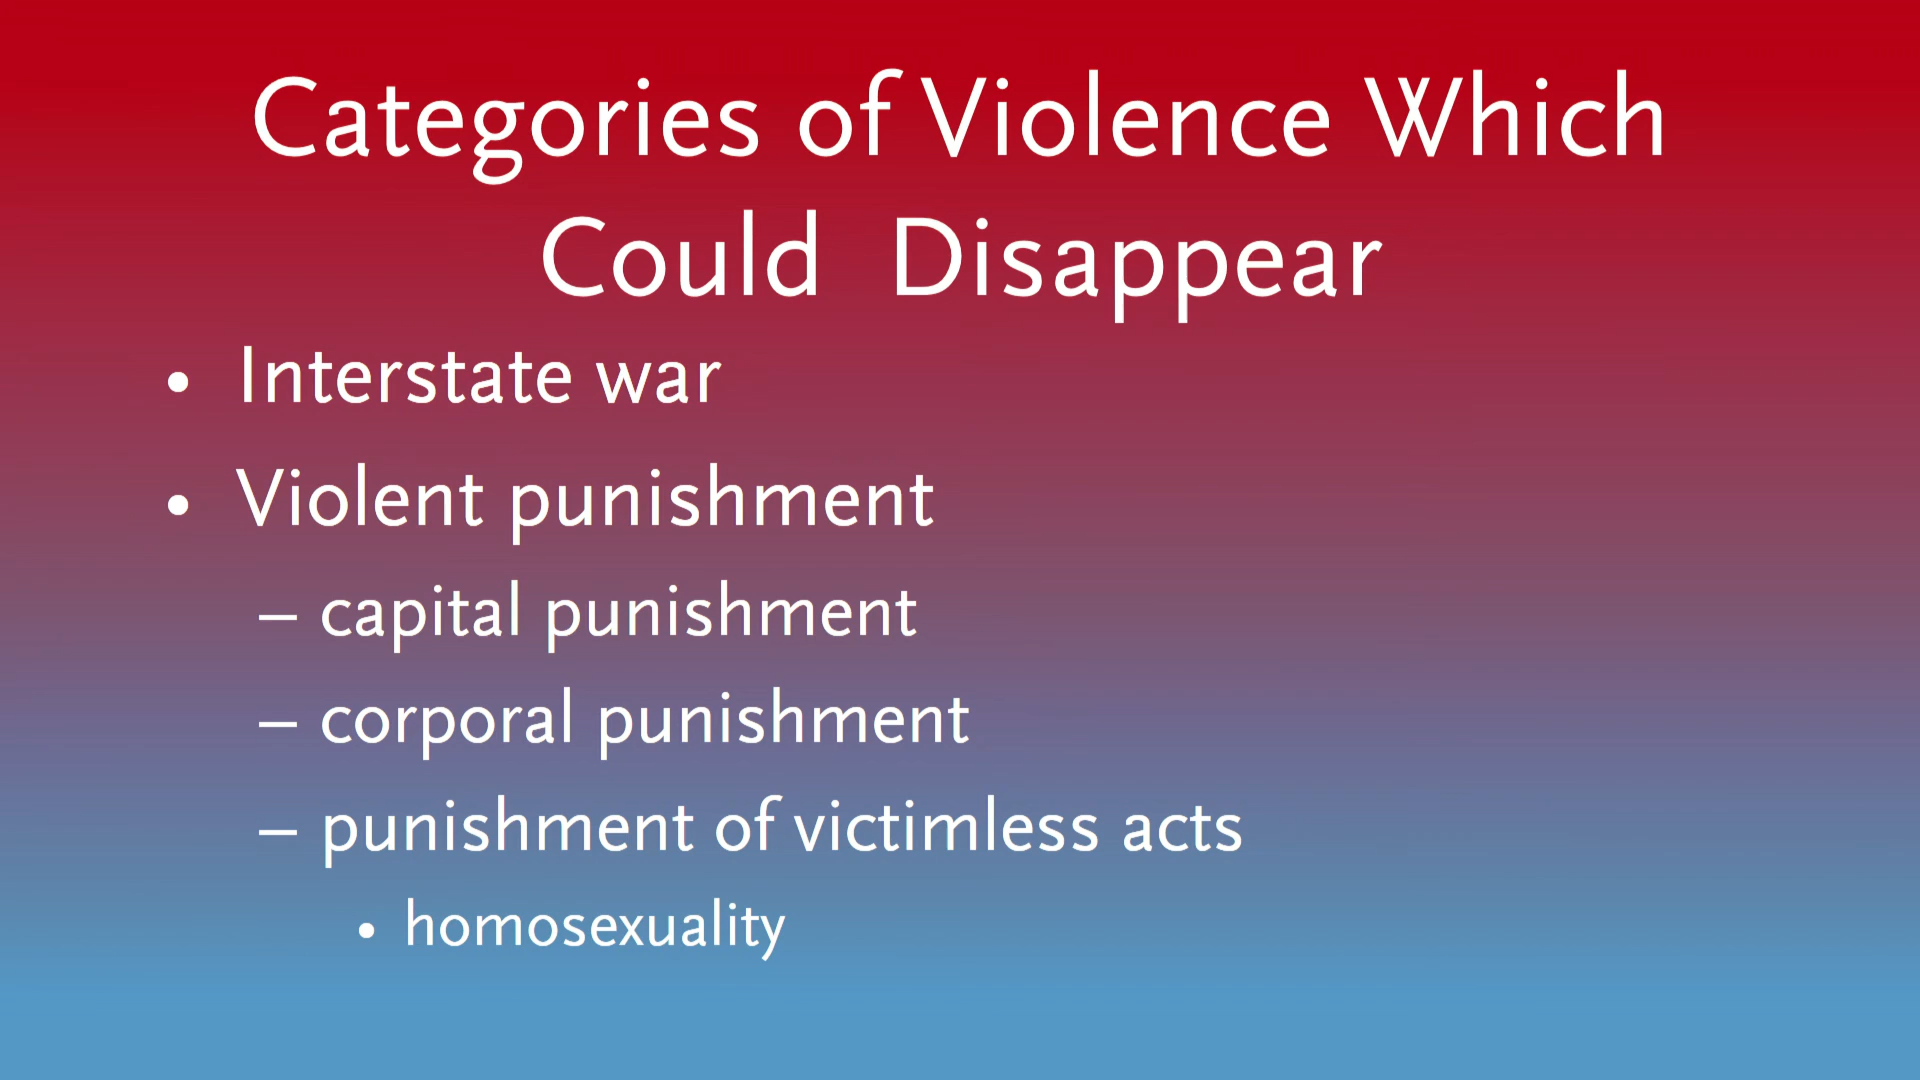 Categories of Violence Which
Could  Disappear
• Interstate war
• Violent punishment
– capital punishment
– corporal punishment
– punishment of victimless acts
• homosexuality